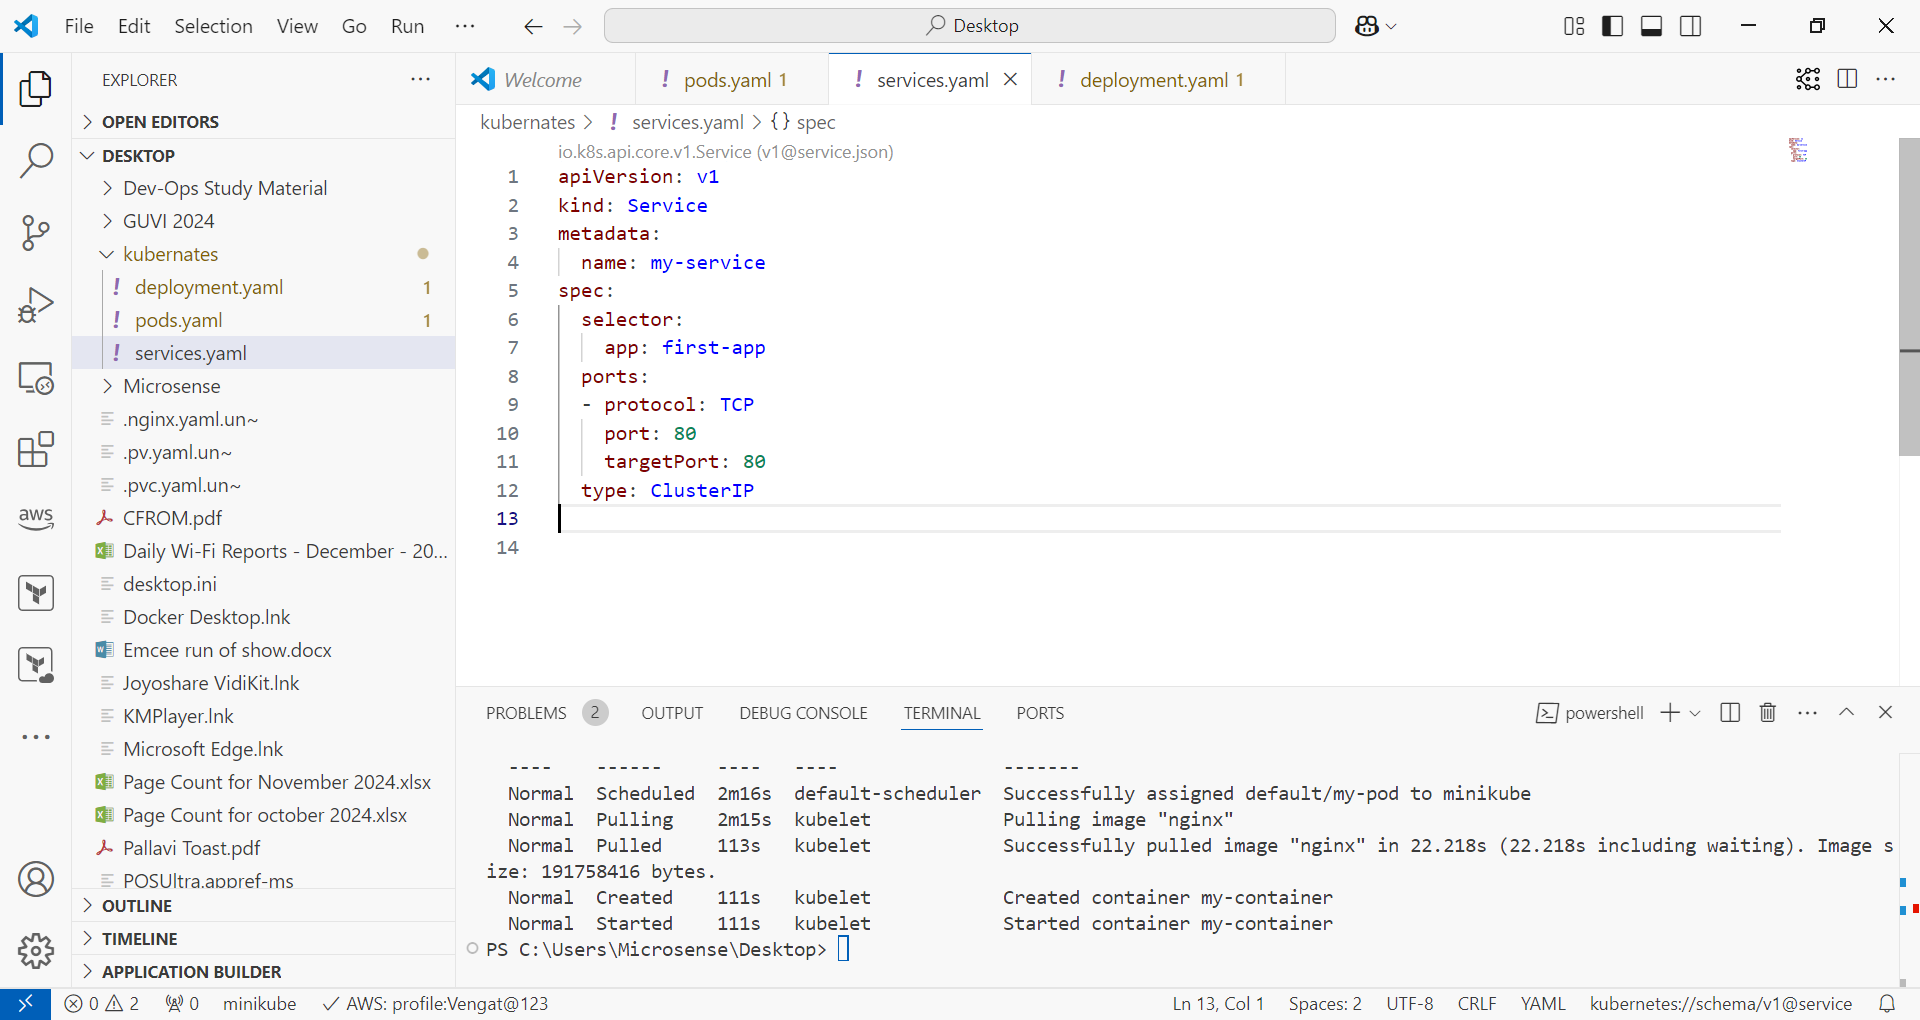 File Edit Selection View Go Run ···
Desktop
EXPLORER ···
OPEN EDITORS
DESKTOP
Dev-Ops Study Material
GUVI 2024
kubernates
! deployment.yaml 1
! pods.yaml 1
! services.yaml
Microsense
.nginx.yaml.un~
.pv.yaml.un~
.pvc.yaml.un~
CFROM.pdf
Daily Wi-Fi Reports - December - 20...
desktop.ini
Docker Desktop.lnk
Emcee run of show.docx
Joyoshare VidiKit.lnk
KMPlayer.lnk
Microsoft Edge.lnk
Page Count for November 2024.xlsx
Page Count for october 2024.xlsx
Pallavi Toast.pdf
POSUltra.appref-ms
OUTLINE
TIMELINE
APPLICATION BUILDER
aws
Welcome ! pods.yaml 1 ! services.yaml ! deployment.yaml 1
kubernates > ! services.yaml > {} spec
io.k8s.api.core.v1.Service (v1@service.json)
1 apiVersion: v1
2 kind: Service
3 metadata:
4 name: my-service
5 spec:
6 selector:
7 app: first-app
8 ports:
9 - protocol: TCP
10 port: 80
11 targetPort: 80
12 type: ClusterIP
13
14
PROBLEMS 2 OUTPUT DEBUG CONSOLE TERMINAL PORTS powershell
---- ------ ---- ---- -------
Normal Scheduled 2m16s default-scheduler Successfully assigned default/my-pod to minikube
Normal Pulling 2m15s kubelet Pulling image "nginx"
Normal Pulled 113s kubelet Successfully pulled image "nginx" in 22.218s (22.218s including waiting). Image s
ize: 191758416 bytes.
Normal Created 111s kubelet Created container my-container
Normal Started 111s kubelet Started container my-container
PS C:\Users\Microsense\Desktop>
0 2 0 minikube AWS: profile:Vengat@123 Ln 13, Col 1 Spaces: 2 UTF-8 CRLF YAML kubernetes://schema/v1@service